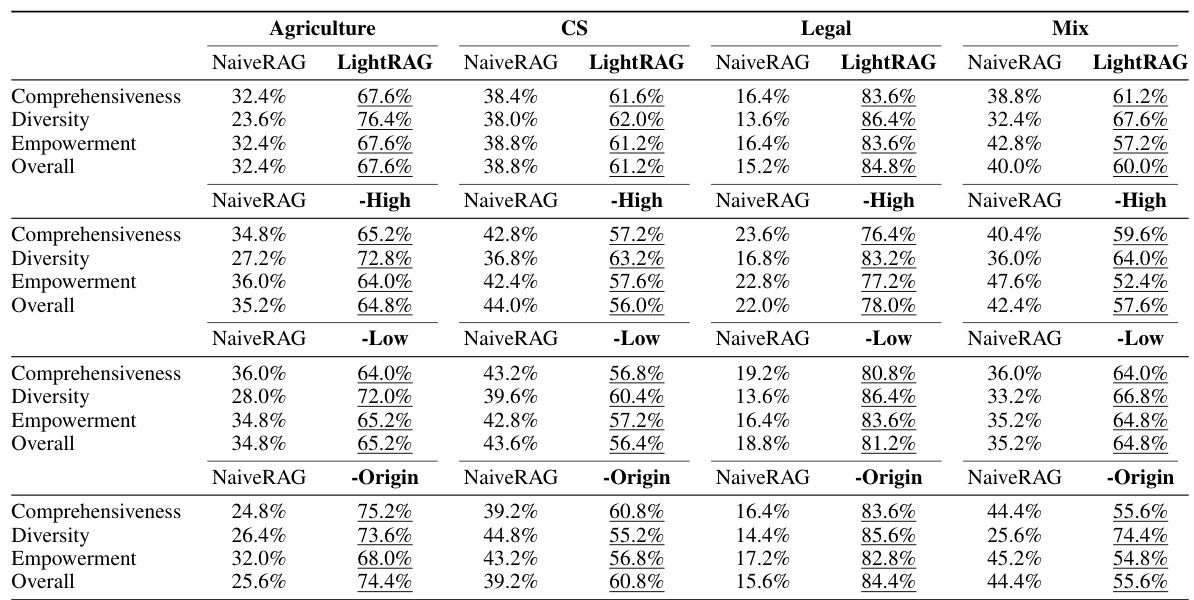 Agriculture CS Legal Mix
NaiveRAG LightRAG NaiveRAG LightRAG NaiveRAG LightRAG NaiveRAG LightRAG
Comprehensiveness 32.4% 67.6% 38.4% 61.6% 16.4% 83.6% 38.8% 61.2%
Diversity 23.6% 76.4% 38.0% 62.0% 13.6% 86.4% 32.4% 67.6%
Empowerment 32.4% 67.6% 38.8% 61.2% 16.4% 83.6% 42.8% 57.2%
Overall 32.4% 67.6% 38.8% 61.2% 15.2% 84.8% 40.0% 60.0%
NaiveRAG -High NaiveRAG -High NaiveRAG -High NaiveRAG -High
Comprehensiveness 34.8% 65.2% 42.8% 57.2% 23.6% 76.4% 40.4% 59.6%
Diversity 27.2% 72.8% 36.8% 63.2% 16.8% 83.2% 36.0% 64.0%
Empowerment 36.0% 64.0% 42.4% 57.6% 22.8% 77.2% 47.6% 52.4%
Overall 35.2% 64.8% 44.0% 56.0% 22.0% 78.0% 42.4% 57.6%
NaiveRAG -Low NaiveRAG -Low NaiveRAG -Low NaiveRAG -Low
Comprehensiveness 36.0% 64.0% 43.2% 56.8% 19.2% 80.8% 36.0% 64.0%
Diversity 28.0% 72.0% 39.6% 60.4% 13.6% 86.4% 33.2% 66.8%
Empowerment 34.8% 65.2% 42.8% 57.2% 16.4% 83.6% 35.2% 64.8%
Overall 34.8% 65.2% 43.6% 56.4% 18.8% 81.2% 35.2% 64.8%
NaiveRAG -Origin NaiveRAG -Origin NaiveRAG -Origin NaiveRAG -Origin
Comprehensiveness 24.8% 75.2% 39.2% 60.8% 16.4% 83.6% 44.4% 55.6%
Diversity 26.4% 73.6% 44.8% 55.2% 14.4% 85.6% 25.6% 74.4%
Empowerment 32.0% 68.0% 43.2% 56.8% 17.2% 82.8% 45.2% 54.8%
Overall 25.6% 74.4% 39.2% 60.8% 15.6% 84.4% 44.4% 55.6%